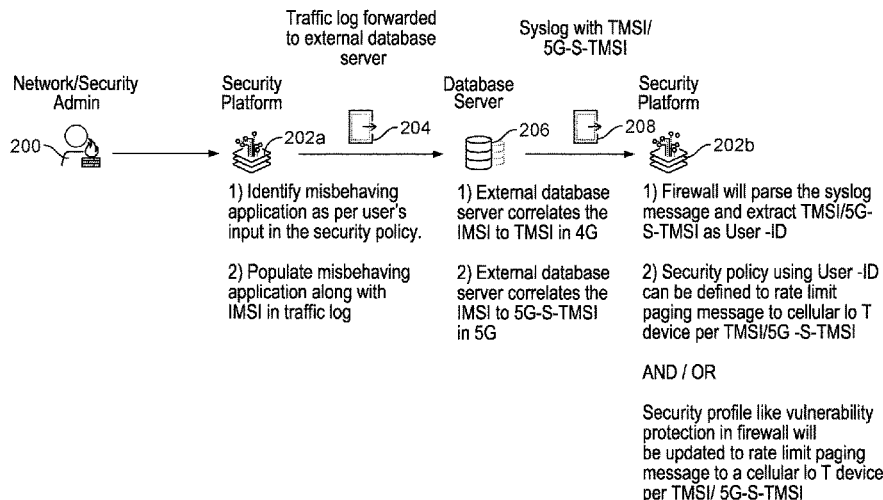 Traffic log forwarded
to external database
server
Syslog with TMSI/
5G-S-TMSI
Network/Security
Admin
Security
Platform
Database
Server
Security
Platform
200
202a
204
206
208
202b
1) Identify misbehaving
application as per user's
input in the security policy.
2) Populate misbehaving
application along with
IMSI in traffic log
1) External database
server correlates the
IMSI to TMSI in 4G
2) External database
server correlates the
IMSI to 5G-S-TMSI
in 5G
1) Firewall will parse the syslog
message and extract TMSI/5G-
S-TMSI as User -ID
2) Security policy using User -ID
can be defined to rate limit
paging message to cellular Io T
device per TMSI/5G -S-TMSI
AND / OR
Security profile like vulnerability
protection in firewall will
be updated to rate limit paging
message to a cellular Io T device
per TMSI/ 5G-S-TMSI